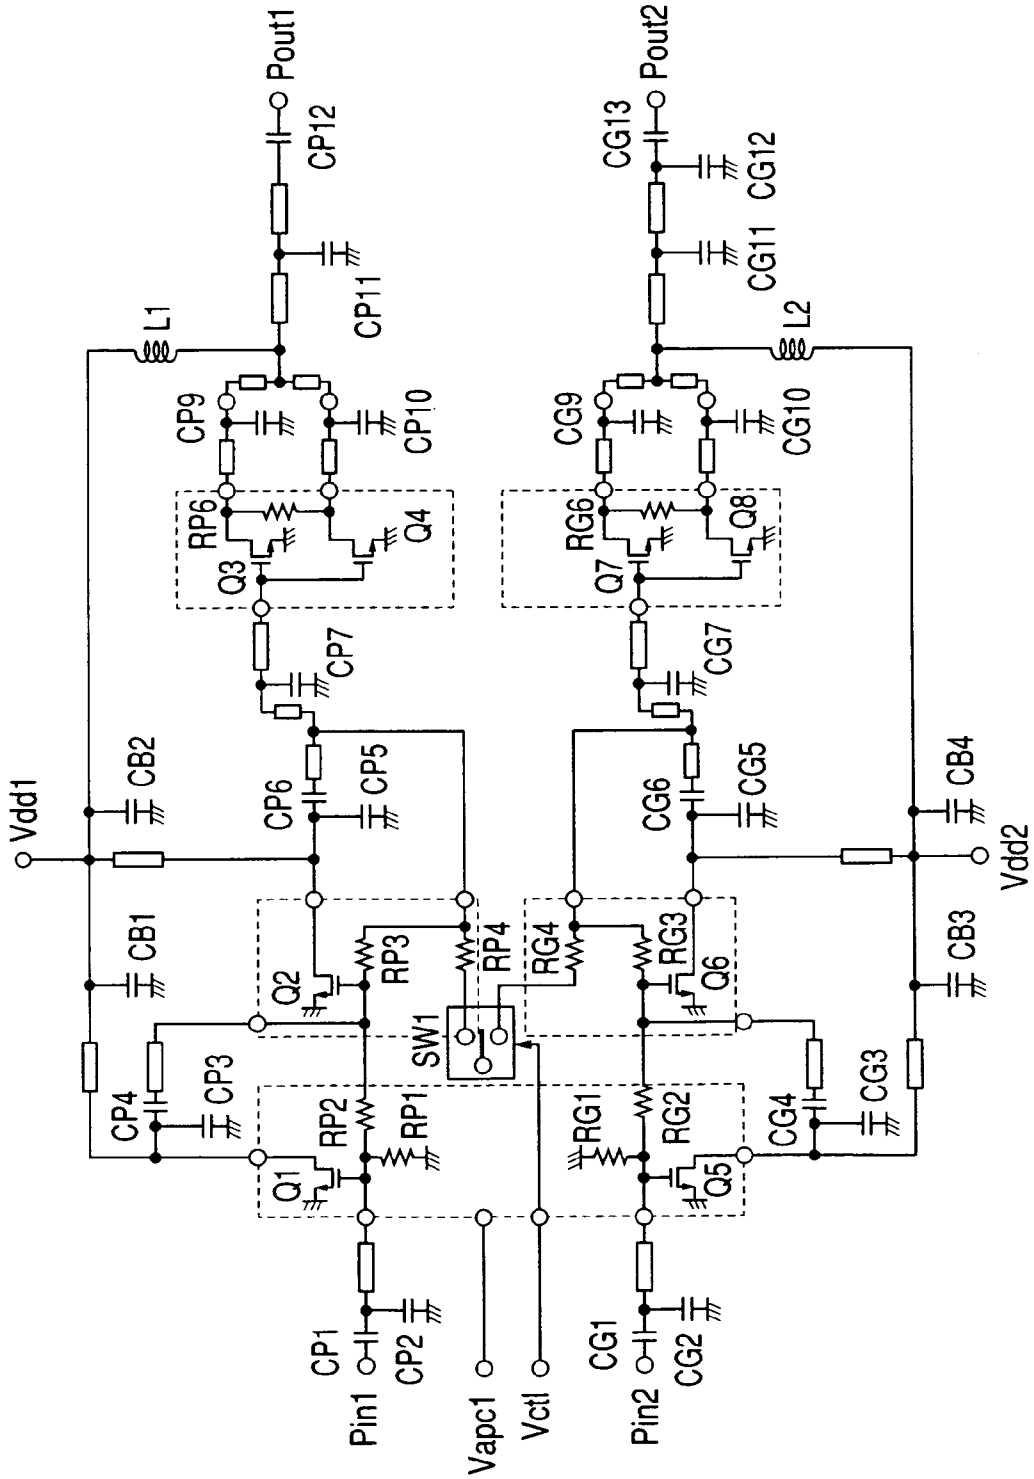 Vdd1
Pout1
CP12
L1
CP11
CP9
CP10
RP6
Q3
Q4
CP7
CB2
CP6
CP5
CB1
Q2
RP3
RP4
SW1
CP4
CP3
Q1
RP2
RP1
CP1
CP2
Pin1
Vapc1
Vctl
Pin2
CG1
CG2
RG1
RG2
Q5
CG4
CG3
RG4
RG3
Q6
CB3
Vdd2
CB4
CG6
CG5
CG7
RG6
Q7
Q8
CG9
CG10
L2
CG11
CG12
CG13
Pout2